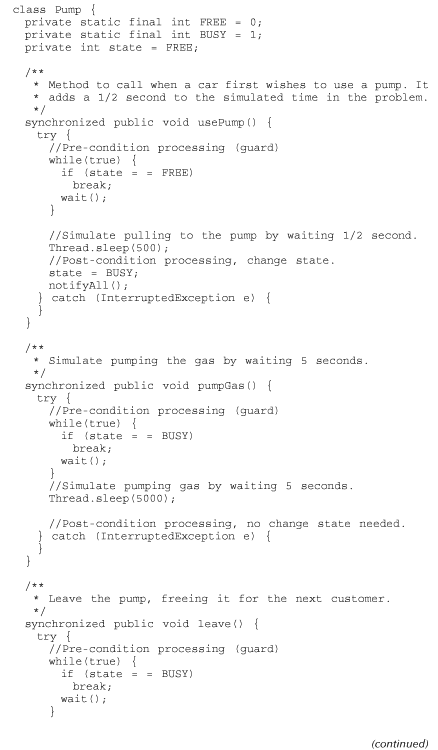 class Pump {
  private static final int FREE = 0;
  private static final int BUSY = 1;
  private int state = FREE;

  /**
   * Method to call when a car first wishes to use a pump. It
   * adds a 1/2 second to the simulated time in the problem.
   */
  synchronized public void usePump() {
    try {
      //Pre-condition processing (guard)
      while(true) {
        if (state = = FREE)
          break;
        wait();
      }

      //Simulate pulling to the pump by waiting 1/2 second.
      Thread.sleep(500);
      //Post-condition processing, change state.
      state = BUSY;
      notifyAll();
    } catch (InterruptedException e) {
    }
  }

  /**
   * Simulate pumping the gas by waiting 5 seconds.
   */
  synchronized public void pumpGas() {
    try {
      //Pre-condition processing (guard)
      while(true) {
        if (state = = BUSY)
          break;
        wait();
      }
      //Simulate pumping gas by waiting 5 seconds.
      Thread.sleep(5000);

      //Post-condition processing, no change state needed.
    } catch (InterruptedException e) {
    }
  }

  /**
   * Leave the pump, freeing it for the next customer.
   */
  synchronized public void leave() {
    try {
      //Pre-condition processing (guard)
      while(true) {
        if (state = = BUSY)
          break;
        wait();
      }

(continued)